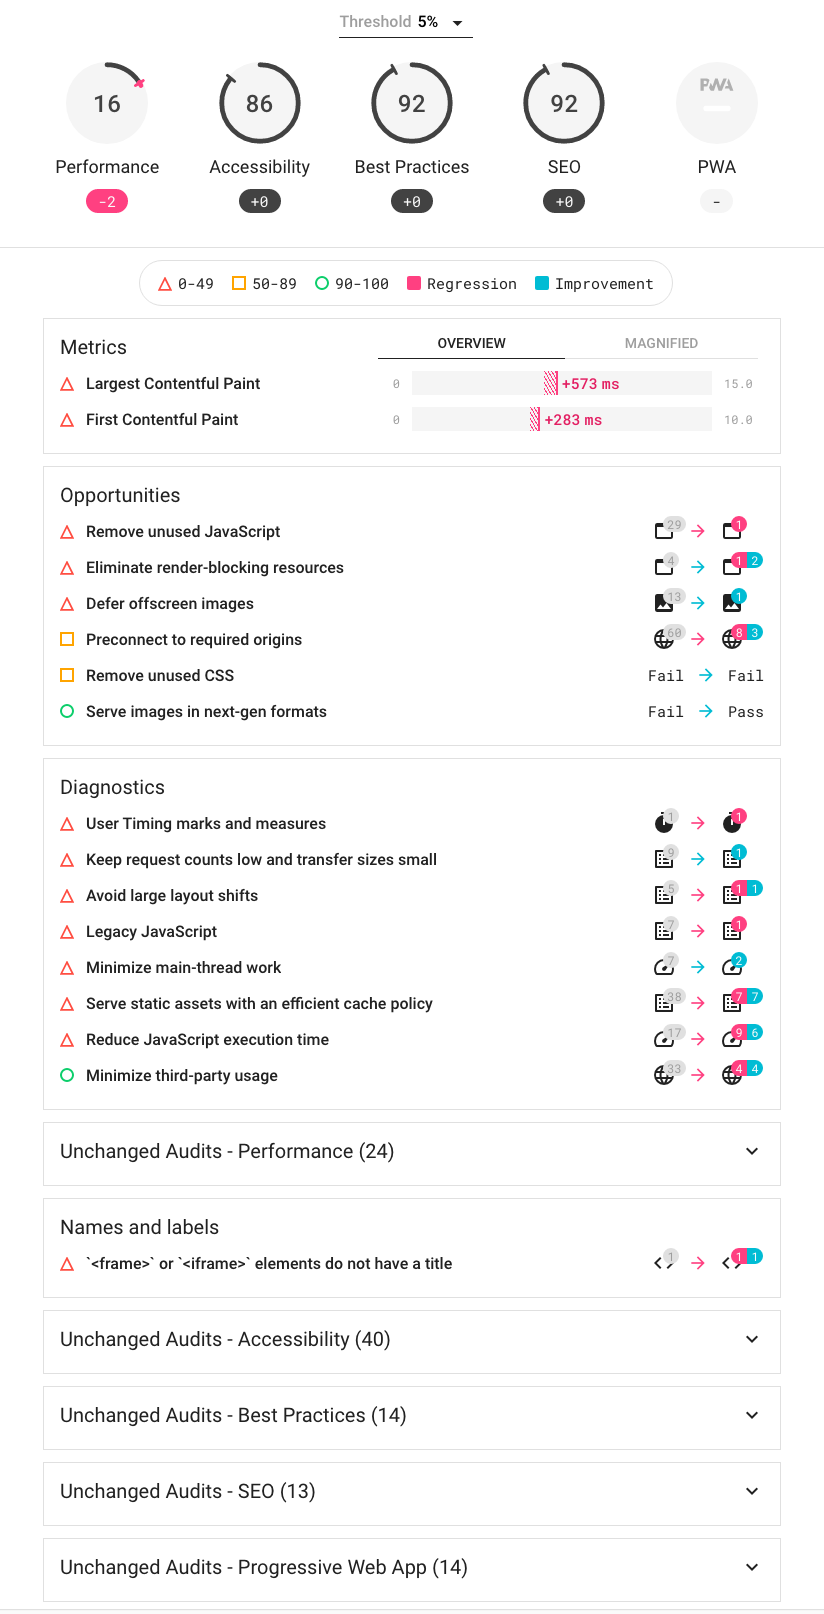 Threshold 5%
16 86 92 92 PWA
Performance Accessibility Best Practices SEO PWA
-2 +0 +0 +0 -
0-49 50-89 90-100 Regression Improvement
Metrics OVERVIEW MAGNIFIED
Largest Contentful Paint 0 +573 ms 15.0
First Contentful Paint 0 +283 ms 10.0
Opportunities
Remove unused JavaScript 29 1
Eliminate render-blocking resources 4 1 2
Defer offscreen images 13 1
Preconnect to required origins 60 8 3
Remove unused CSS Fail Fail
Serve images in next-gen formats Fail Pass
Diagnostics
User Timing marks and measures 1 1
Keep request counts low and transfer sizes small 9 1
Avoid large layout shifts 5 1 1
Legacy JavaScript 7 1
Minimize main-thread work 7 2
Serve static assets with an efficient cache policy 38 7 7
Reduce JavaScript execution time 17 9 6
Minimize third-party usage 33 4 4
Unchanged Audits - Performance (24)
Names and labels
`<frame>` or `<iframe>` elements do not have a title 1 1 1
Unchanged Audits - Accessibility (40)
Unchanged Audits - Best Practices (14)
Unchanged Audits - SEO (13)
Unchanged Audits - Progressive Web App (14)